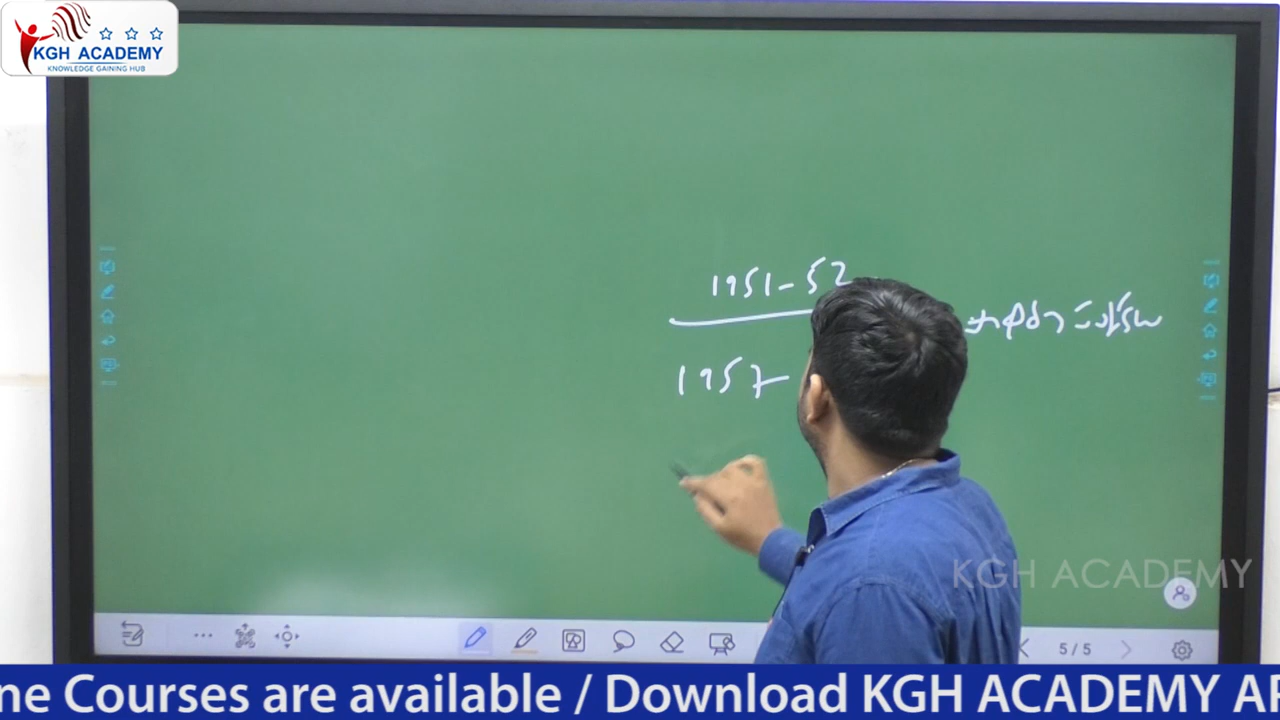 KGH ACADEMY
KNOWLEDGE GAINING HUB
1951-52
1957-
KGH ACADEMY
5/5
ne Courses are available / Download KGH ACADEMY AP